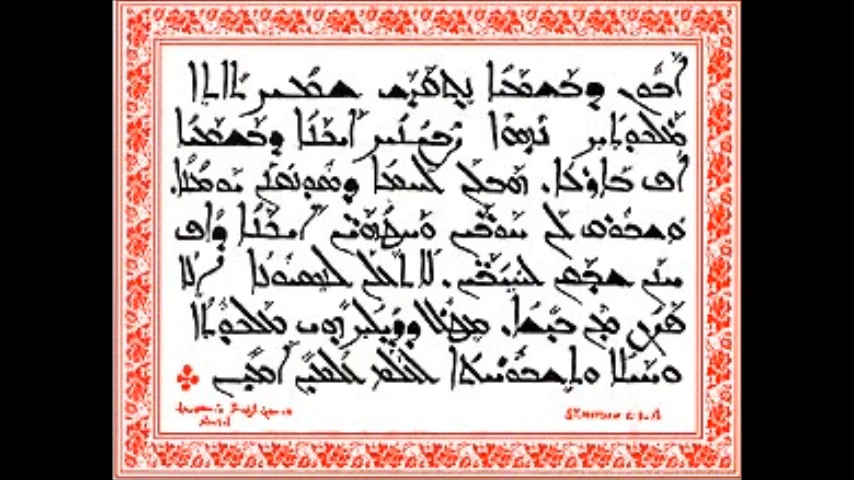 ܐܒܘܢ ܕܒܫܡܝܐ ܢܬܩܕܫ ܫܡܟ ܬܐܬܐ
ܡܠܟܘܬܟ ܢܗܘܐ ܨܒܝܢܟ ܐܝܟܢܐ ܕܒܫܡܝܐ
ܐܦ ܒܐܪܥܐ. ܗܒ ܠܢ ܠܚܡܐ ܕܣܘܢܩܢܢ ܝܘܡܢܐ.
ܘܫܒܘܩ ܠܢ ܚܘܒܝܢ ܘܚܛܗܝܢ ܐܝܟܢܐ ܕܐܦ
ܚܢܢ ܫܒܩܢ ܠܚܝܒܝܢ. ܠܐ ܬܥܠܢ ܠܢܣܝܘܢܐ ܐܠܐ
ܦܨܢ ܡܢ ܒܝܫܐ. ܡܛܠ ܕܕܝܠܟ ܗܝ ܡܠܟܘܬܐ
ܘܚܝܠܐ ܘܬܫܒܘܚܬܐ ܠܥܠܡ ܥܠܡܝܢ ܐܡܝܢ